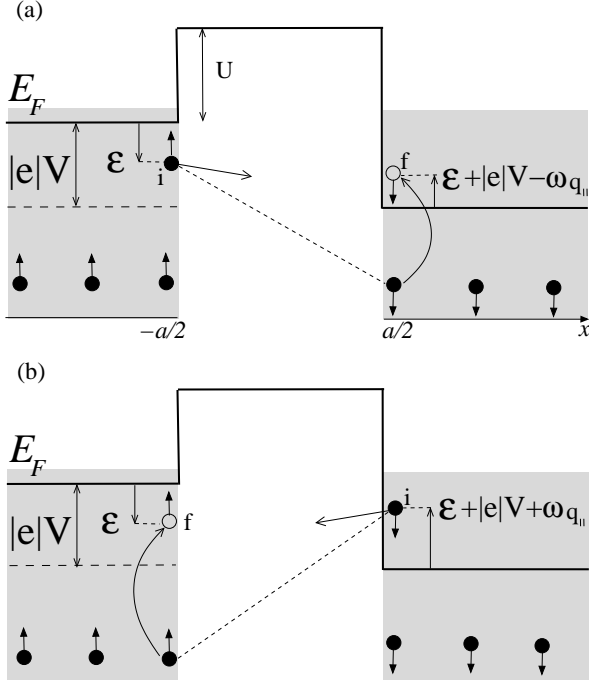 (a)
U
E_F
|e|V
ε
i
f
ε+|e|V−ω_{q_{||}}
−a/2
a/2
x
(b)
E_F
|e|V
ε
f
i
ε+|e|V+ω_{q_{||}}